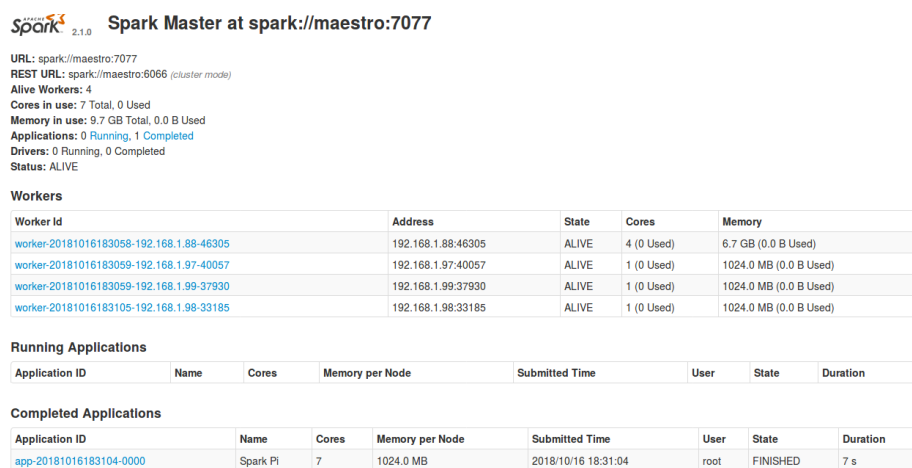 APACHE Spark 2.1.0 Spark Master at spark://maestro:7077
URL: spark://maestro:7077
REST URL: spark://maestro:6066 (cluster mode)
Alive Workers: 4
Cores in use: 7 Total, 0 Used
Memory in use: 9.7 GB Total, 0.0 B Used
Applications: 0 Running, 1 Completed
Drivers: 0 Running, 0 Completed
Status: ALIVE
Workers
Worker Id Address State Cores Memory
worker-20181016183058-192.168.1.88-46305 192.168.1.88:46305 ALIVE 4 (0 Used) 6.7 GB (0.0 B Used)
worker-20181016183059-192.168.1.97-40057 192.168.1.97:40057 ALIVE 1 (0 Used) 1024.0 MB (0.0 B Used)
worker-20181016183059-192.168.1.99-37930 192.168.1.99:37930 ALIVE 1 (0 Used) 1024.0 MB (0.0 B Used)
worker-20181016183105-192.168.1.98-33185 192.168.1.98:33185 ALIVE 1 (0 Used) 1024.0 MB (0.0 B Used)
Running Applications
Application ID Name Cores Memory per Node Submitted Time User State Duration
Completed Applications
Application ID Name Cores Memory per Node Submitted Time User State Duration
app-20181016183104-0000 Spark Pi 7 1024.0 MB 2018/10/16 18:31:04 root FINISHED 7 s